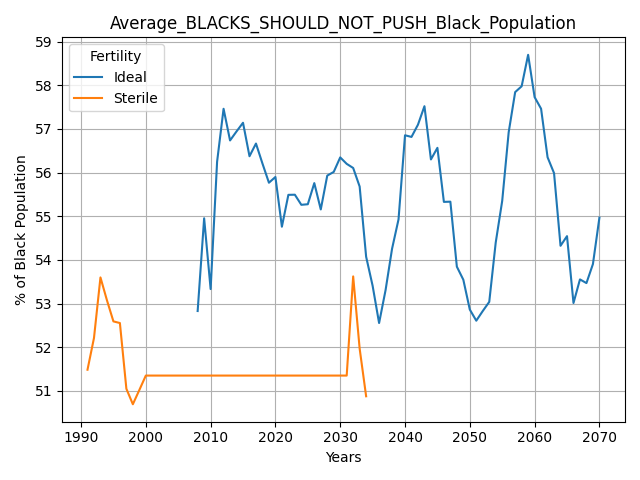 Average_BLACKS_SHOULD_NOT_PUSH_Black_Population
Fertility
Ideal
Sterile
% of Black Population
59
58
57
56
55
54
53
52
51
1990 2000 2010 2020 2030 2040 2050 2060 2070
Years